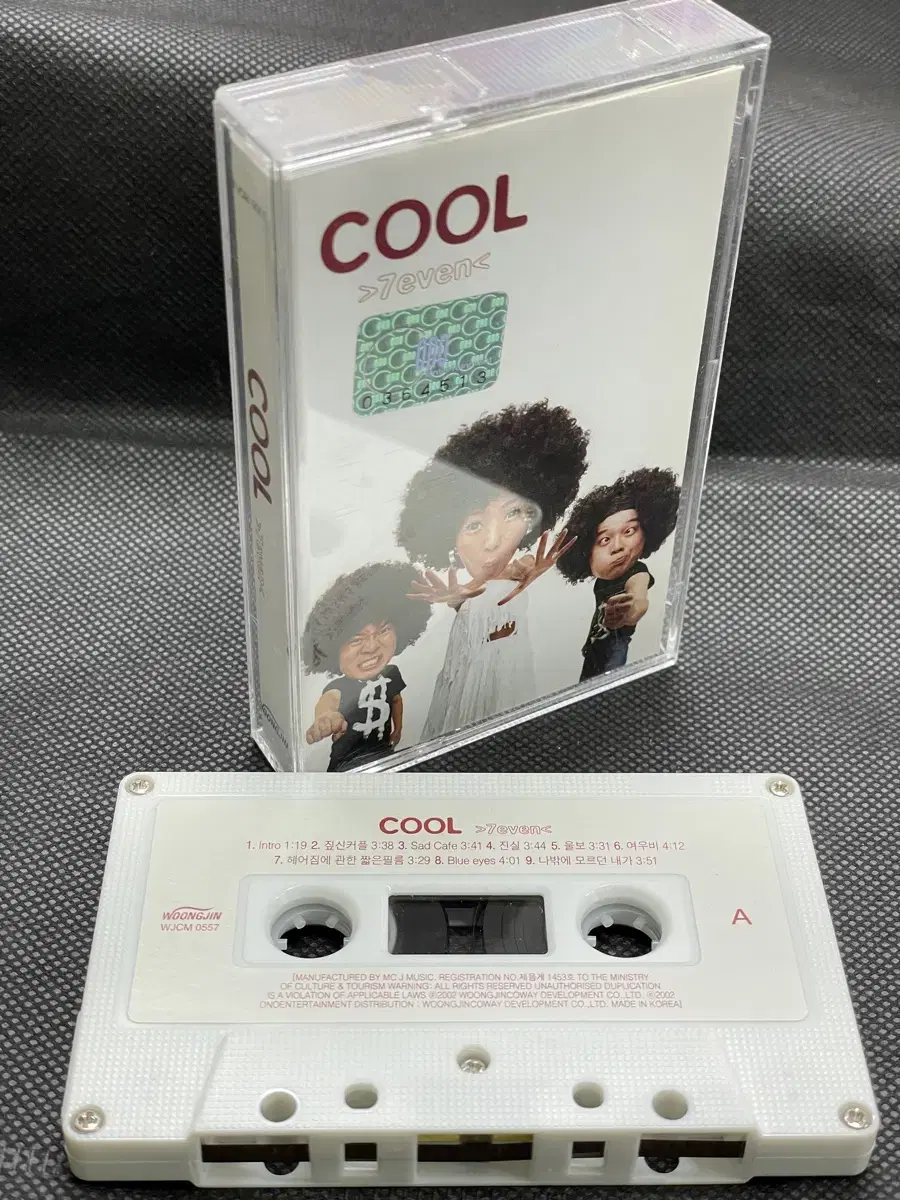 COOL
>7even<
0364513
COOL
WOONGJIN
$
COOL >7even<
1. Intro 1:19 2. 짚신커플 3:38 3. Sad Cafe 3:41 4. 진실 3:44 5. 울보 3:31 6. 여우비 4:12
7. 헤어짐에 관한 짧은필름 3:29 8. Blue eyes 4:01 9. 나밖에 모르던 내가 3:51
WOONGJIN
WJCM 0557
A
[MANUFACTURED BY MC J MUSIC. REGISTRATION NO.제등게 1453호 TO THE MINISTRY
OF CULTURE & TOURISM WARNING: ALL RIGHTS RESERVED UNAUTHORISED DUPLICATION
IS A VIOLATION OF APPLICABLE LAWS ℗2002 WOONGJINCOWAY DEVELOPMENT CO.,LTD. ©2002
ONDENTERTAINMENT DISTRIBUTION : WOONGJINCOWAY DEVELOPMENT CO.,LTD. MADE IN KOREA]